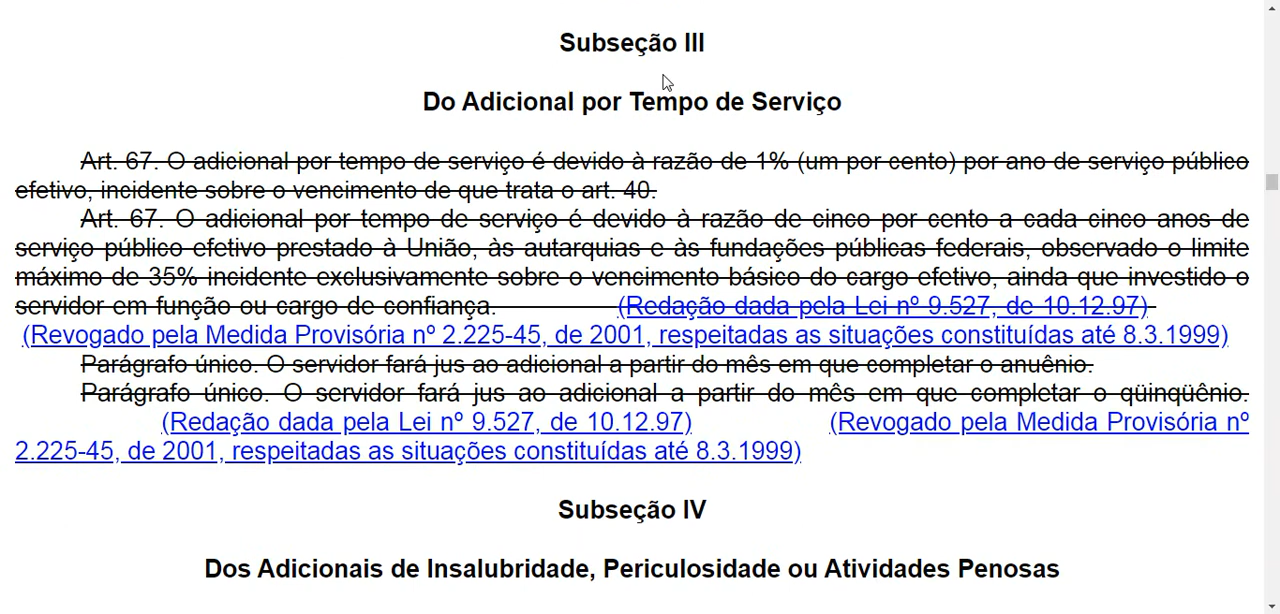 Subseção III
Do Adicional por Tempo de Serviço
Art. 67. O adicional por tempo de serviço é devido à razão de 1% (um por cento) por ano de serviço público
efetivo, incidente sobre o vencimento de que trata o art. 40.
Art. 67. O adicional por tempo de serviço é devido à razão de cinco por cento a cada cinco anos de
serviço público efetivo prestado à União, às autarquias e às fundações públicas federais, observado o limite
máximo de 35% incidente exclusivamente sobre o vencimento básico do cargo efetivo, ainda que investido o
servidor em função ou cargo de confiança. (Redação dada pela Lei nº 9.527, de 10.12.97)
(Revogado pela Medida Provisória nº 2.225-45, de 2001, respeitadas as situações constituídas até 8.3.1999)
Parágrafo único. O servidor fará jus ao adicional a partir do mês em que completar o anuênio.
Parágrafo único. O servidor fará jus ao adicional a partir do mês em que completar o qüinqüênio.
(Redação dada pela Lei nº 9.527, de 10.12.97) (Revogado pela Medida Provisória nº
2.225-45, de 2001, respeitadas as situações constituídas até 8.3.1999)
Subseção IV
Dos Adicionais de Insalubridade, Periculosidade ou Atividades Penosas